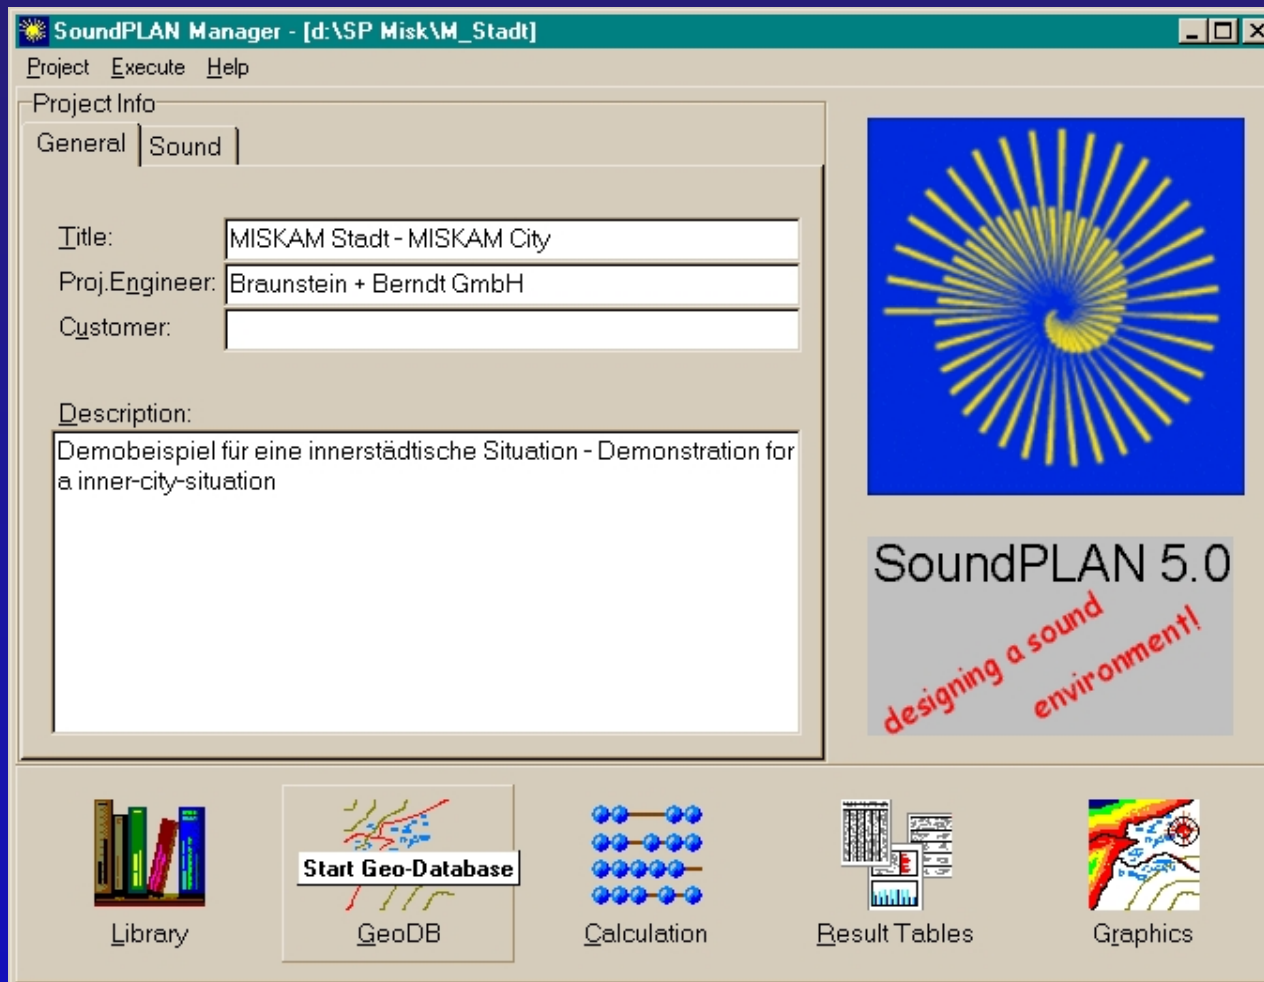 SoundPLAN Manager - [d:\SP Misk\M_Stadt]
Project Execute Help
Project Info
General Sound
Title: MISKAM Stadt - MISKAM City
Proj.Engineer: Braunstein + Berndt GmbH
Customer:
Description:
Demobeispiel für eine innerstädtische Situation - Demonstration for
a inner-city-situation
SoundPLAN 5.0
designing a sound
environment!
Start Geo-Database
Library GeoDB Calculation Result Tables Graphics